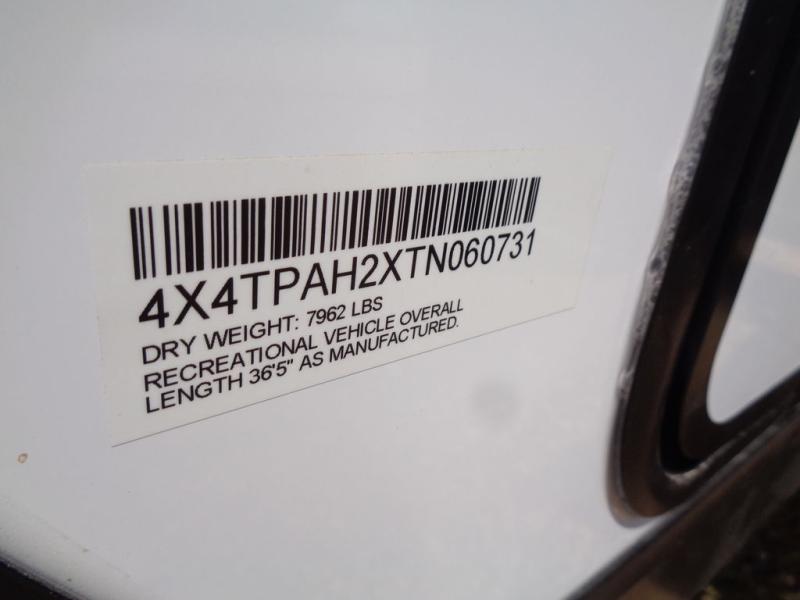 4X4TPAH2XTN060731
DRY WEIGHT: 7962 LBS
RECREATIONAL VEHICLE OVERALL
LENGTH 36'5" AS MANUFACTURED.